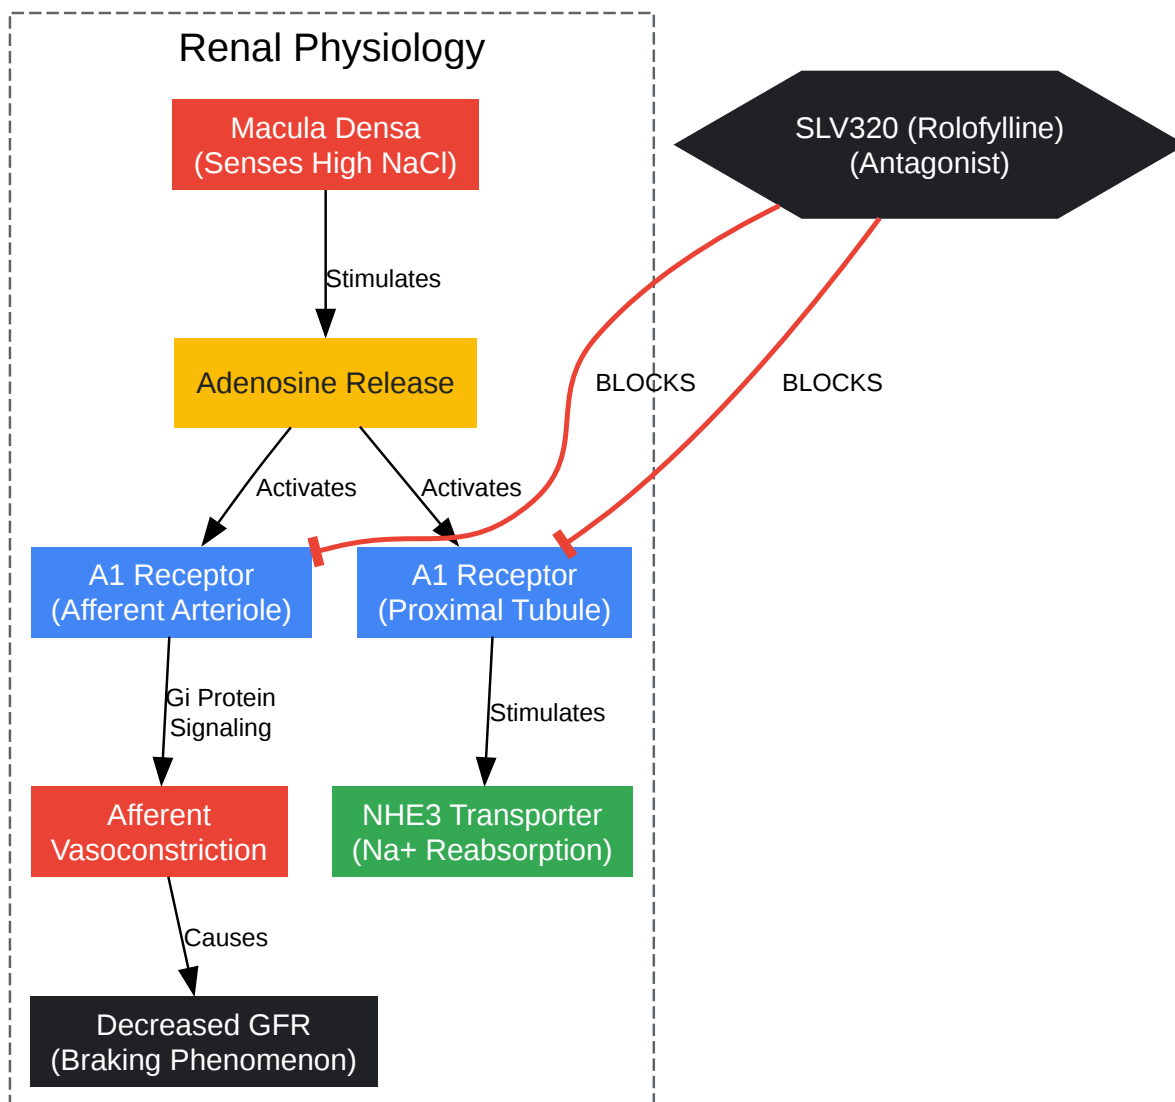 Renal Physiology
Macula Densa
(Senses High NaCl)
SLV320 (Rolofylline)
(Antagonist)
Stimulates
Adenosine Release
BLOCKS
BLOCKS
Activates
Activates
A1 Receptor
(Afferent Arteriole)
A1 Receptor
(Proximal Tubule)
Gi Protein
Signaling
Stimulates
Afferent
Vasoconstriction
NHE3 Transporter
(Na+ Reabsorption)
Causes
Decreased GFR
(Braking Phenomenon)